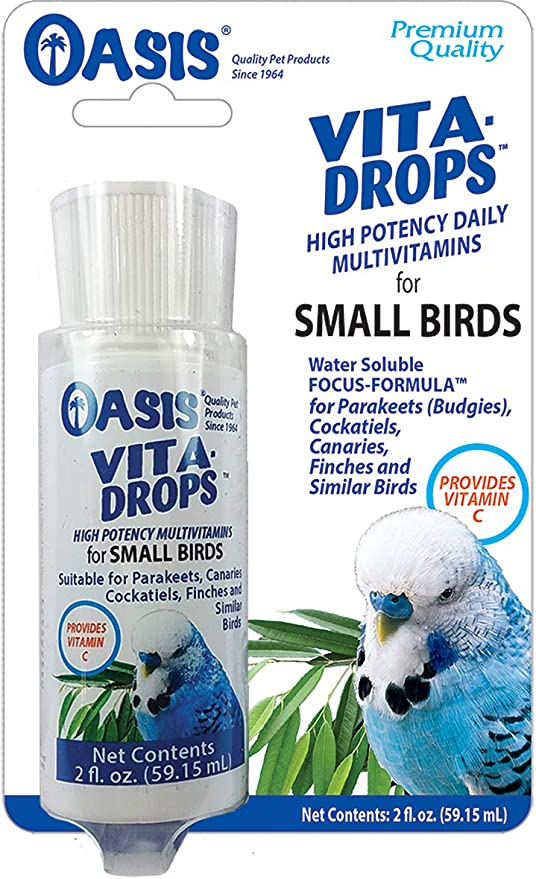 OASIS®
Quality Pet Products
Since 1964
Premium
Quality
VITA-
DROPS™
HIGH POTENCY DAILY
MULTIVITAMINS
for
SMALL BIRDS
Water Soluble
FOCUS-FORMULA™
for Parakeets (Budgies),
Cockatiels,
Canaries,
Finches and
Similar Birds
PROVIDES
VITAMIN
C
OASIS®
Quality Pet
Products
Since 1964
VITA-
DROPS™
HIGH POTENCY MULTIVITAMINS
for SMALL BIRDS
Suitable for Parakeets, Canaries
Cockatiels, Finches and
Similar
Birds
PROVIDES
VITAMIN
C
Net Contents
2 fl. oz. (59.15 mL)
Net Contents: 2 fl. oz. (59.15 mL)